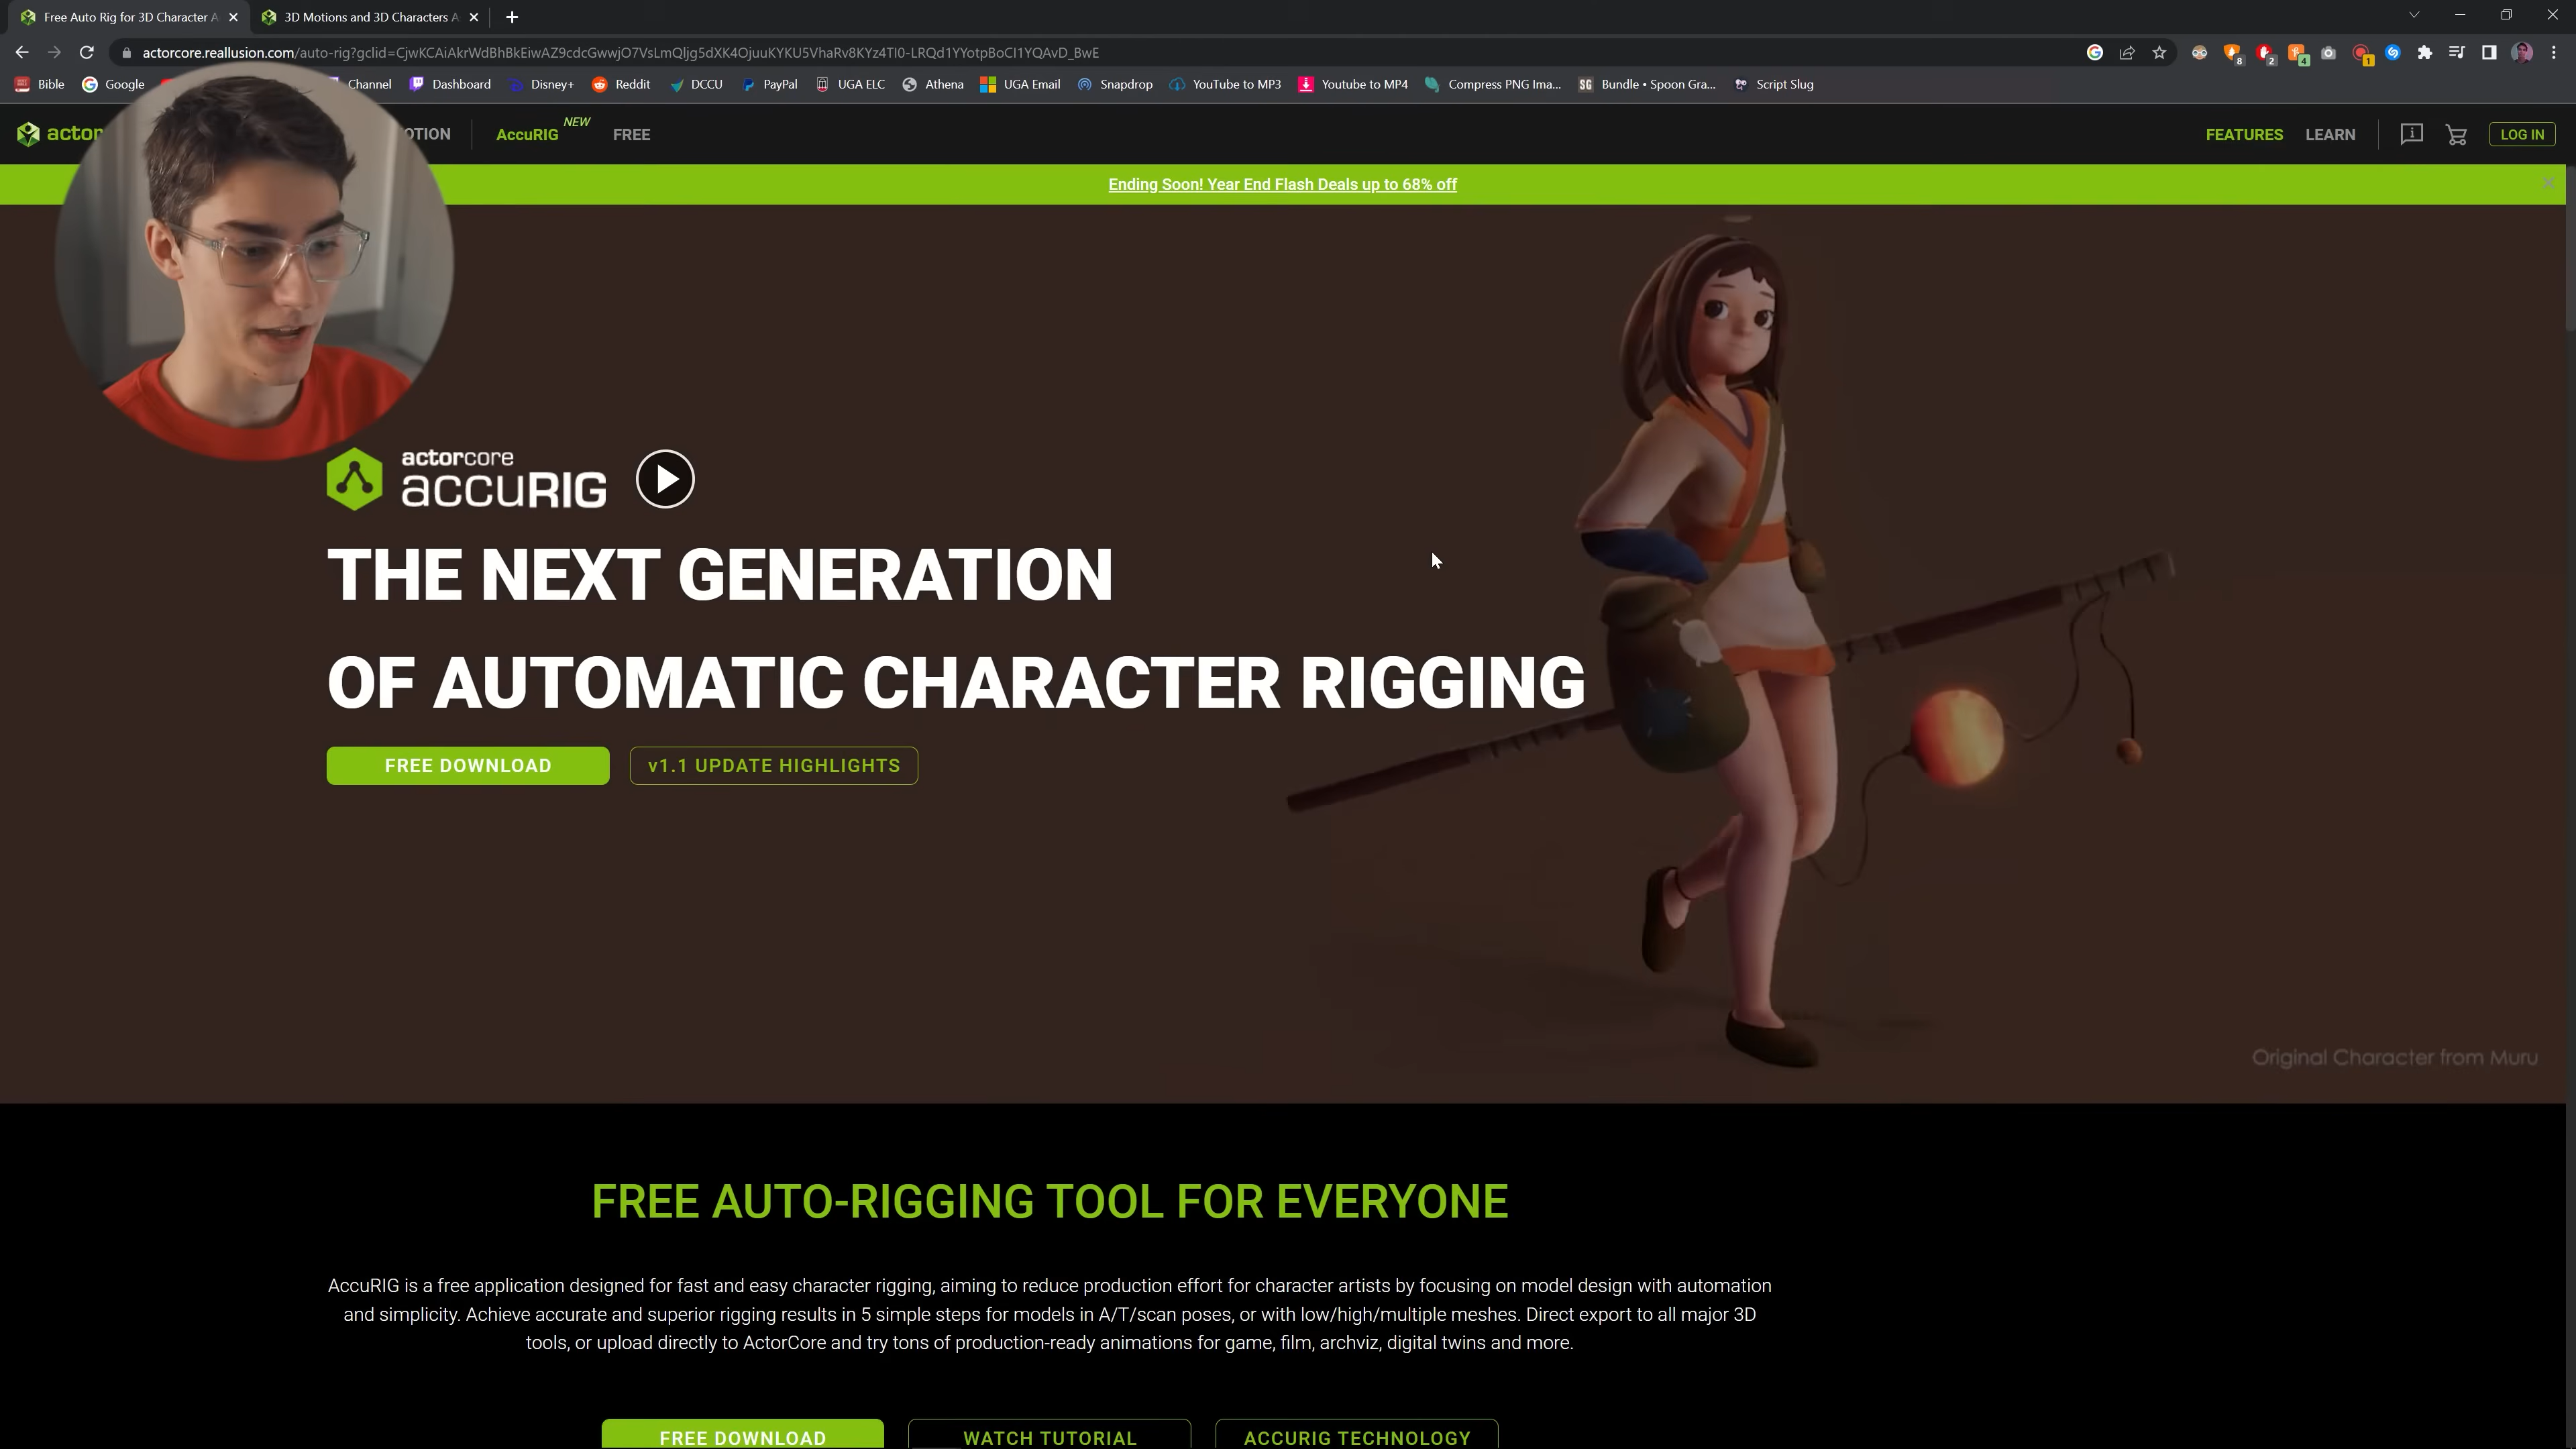 Free Auto Rig for 3D Character A
3D Motions and 3D Characters A
actorcore.reallusion.com/auto-rig?gclid=CjwKCAiAkrWdBhBkEiwAZ9cdcGwwjO7VsLmQljg5dXK4OjuuKYKU5VhaRv8KYz4TI0-LRQd1YYotpBoCI1YQAvD_BwE
8 2 4 1
Bible Google Channel Dashboard Disney+ Reddit DCCU PayPal UGA ELC Athena UGA Email Snapdrop YouTube to MP3 Youtube to MP4 Compress PNG Ima... SG Bundle • Spoon Gra... Script Slug
actor OTION AccuRIG NEW FREE FEATURES LEARN LOG IN
Ending Soon! Year End Flash Deals up to 68% off
actorcore
accuRIG
THE NEXT GENERATION
OF AUTOMATIC CHARACTER RIGGING
FREE DOWNLOAD v1.1 UPDATE HIGHLIGHTS
Original Character from Muru
FREE AUTO-RIGGING TOOL FOR EVERYONE
AccuRIG is a free application designed for fast and easy character rigging, aiming to reduce production effort for character artists by focusing on model design with automation
and simplicity. Achieve accurate and superior rigging results in 5 simple steps for models in A/T/scan poses, or with low/high/multiple meshes. Direct export to all major 3D
tools, or upload directly to ActorCore and try tons of production-ready animations for game, film, archviz, digital twins and more.
FREE DOWNLOAD WATCH TUTORIAL ACCURIG TECHNOLOGY